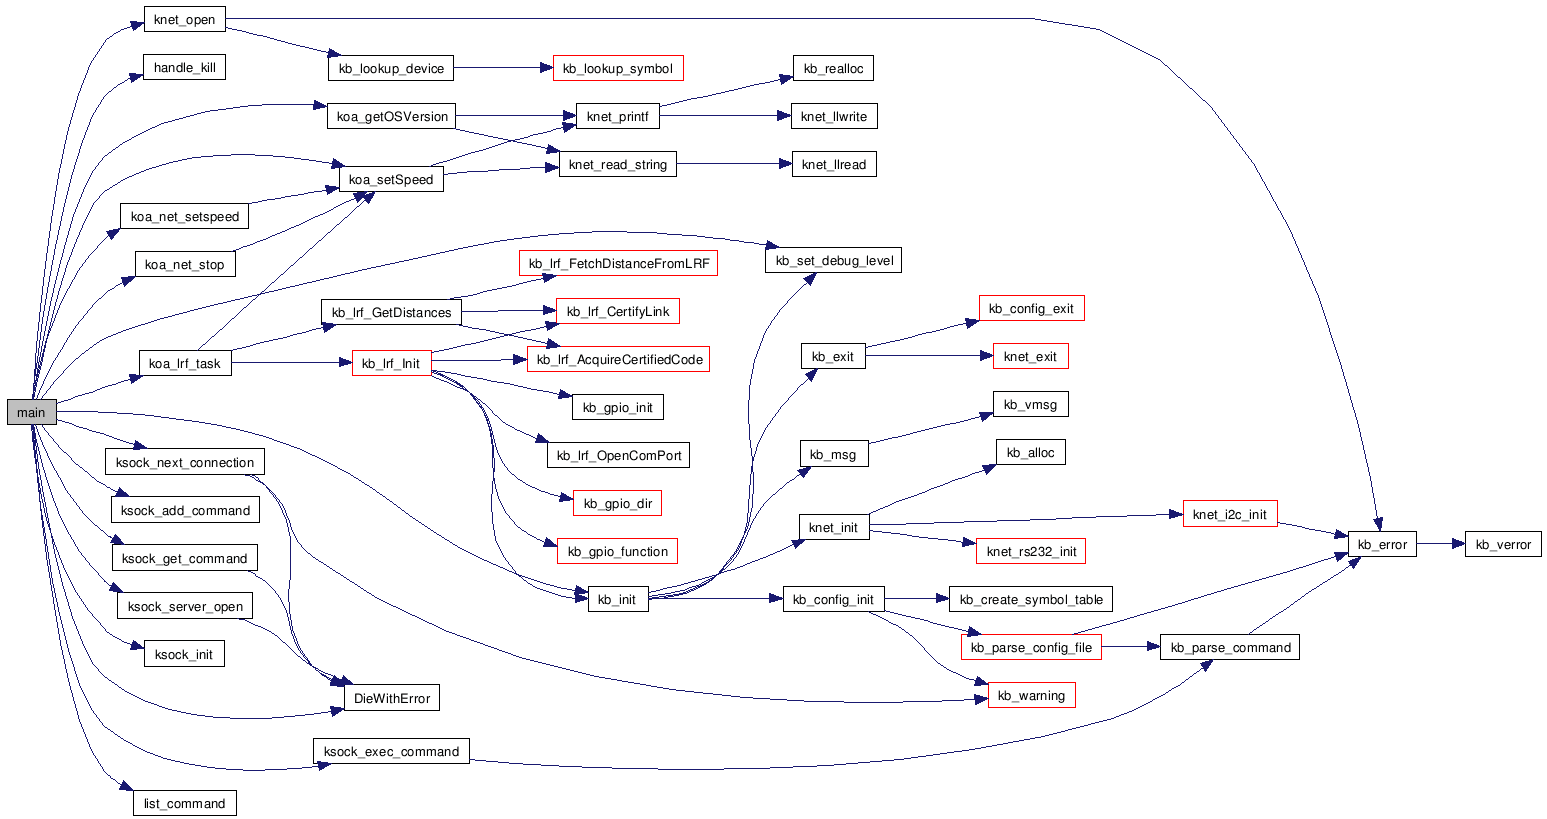 knet_open
handle_kill
kb_lookup_device
kb_lookup_symbol
kb_realloc
koa_getOSVersion
knet_printf
knet_llwrite
koa_setSpeed
knet_read_string
knet_llread
koa_net_setspeed
koa_net_stop
kb_set_debug_level
kb_lrf_FetchDistanceFromLRF
kb_lrf_GetDistances
kb_lrf_CertifyLink
kb_config_exit
koa_lrf_task
kb_lrf_Init
kb_lrf_AcquireCertifiedCode
kb_exit
knet_exit
main
kb_gpio_init
kb_vmsg
ksock_next_connection
kb_lrf_OpenComPort
kb_msg
kb_alloc
ksock_add_command
kb_gpio_dir
knet_init
knet_i2c_init
ksock_get_command
kb_gpio_function
knet_rs232_init
kb_error
kb_verror
ksock_server_open
kb_init
kb_config_init
kb_create_symbol_table
ksock_init
kb_parse_config_file
kb_parse_command
DieWithError
kb_warning
ksock_exec_command
list_command